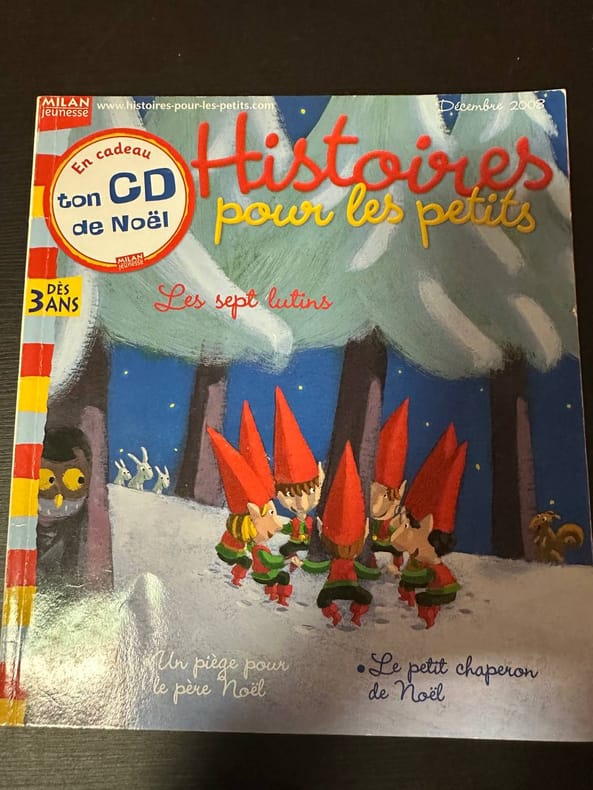 MILAN
jeunesse
www.histoires-pour-les-petits.com
Décembre 2008
En cadeau
ton CD
de Noël
MILAN
jeunesse
Histoires
pour les petits
3 DÈS
ANS
Les sept lutins
Un piège pour
le père Noël
• Le petit chaperon
de Noël